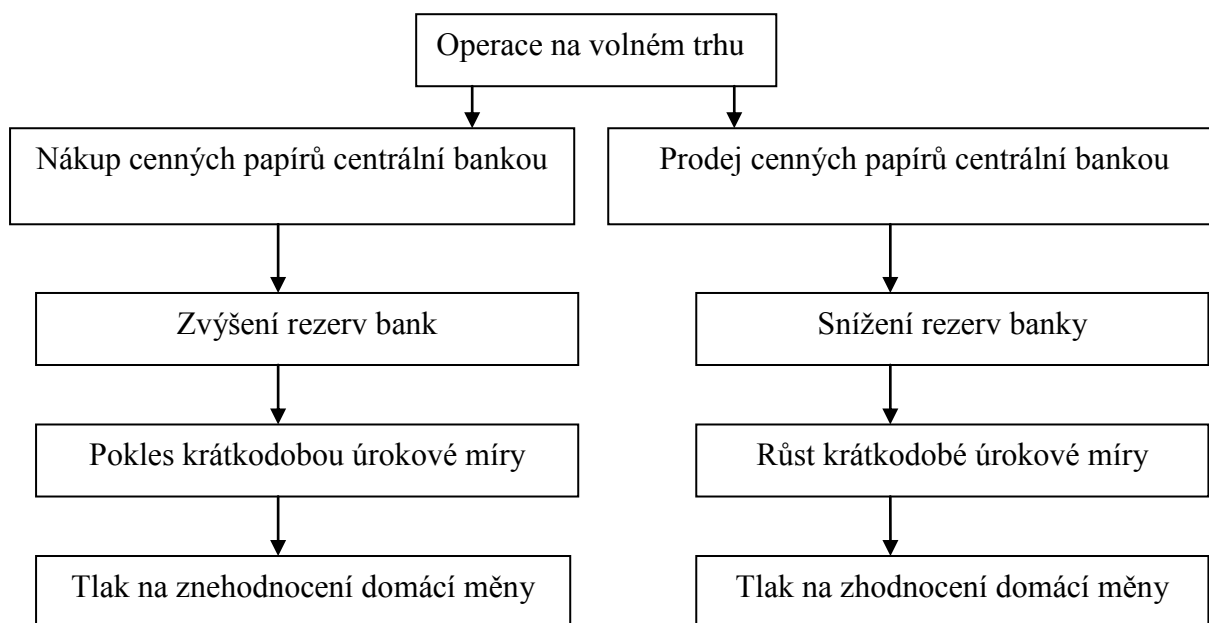 Operace na volném trhu
Nákup cenných papírů centrální bankou
Prodej cenných papírů centrální bankou
Zvýšení rezerv bank
Snížení rezerv banky
Pokles krátkodobou úrokové míry
Růst krátkodobé úrokové míry
Tlak na znehodnocení domácí měny
Tlak na zhodnocení domácí měny